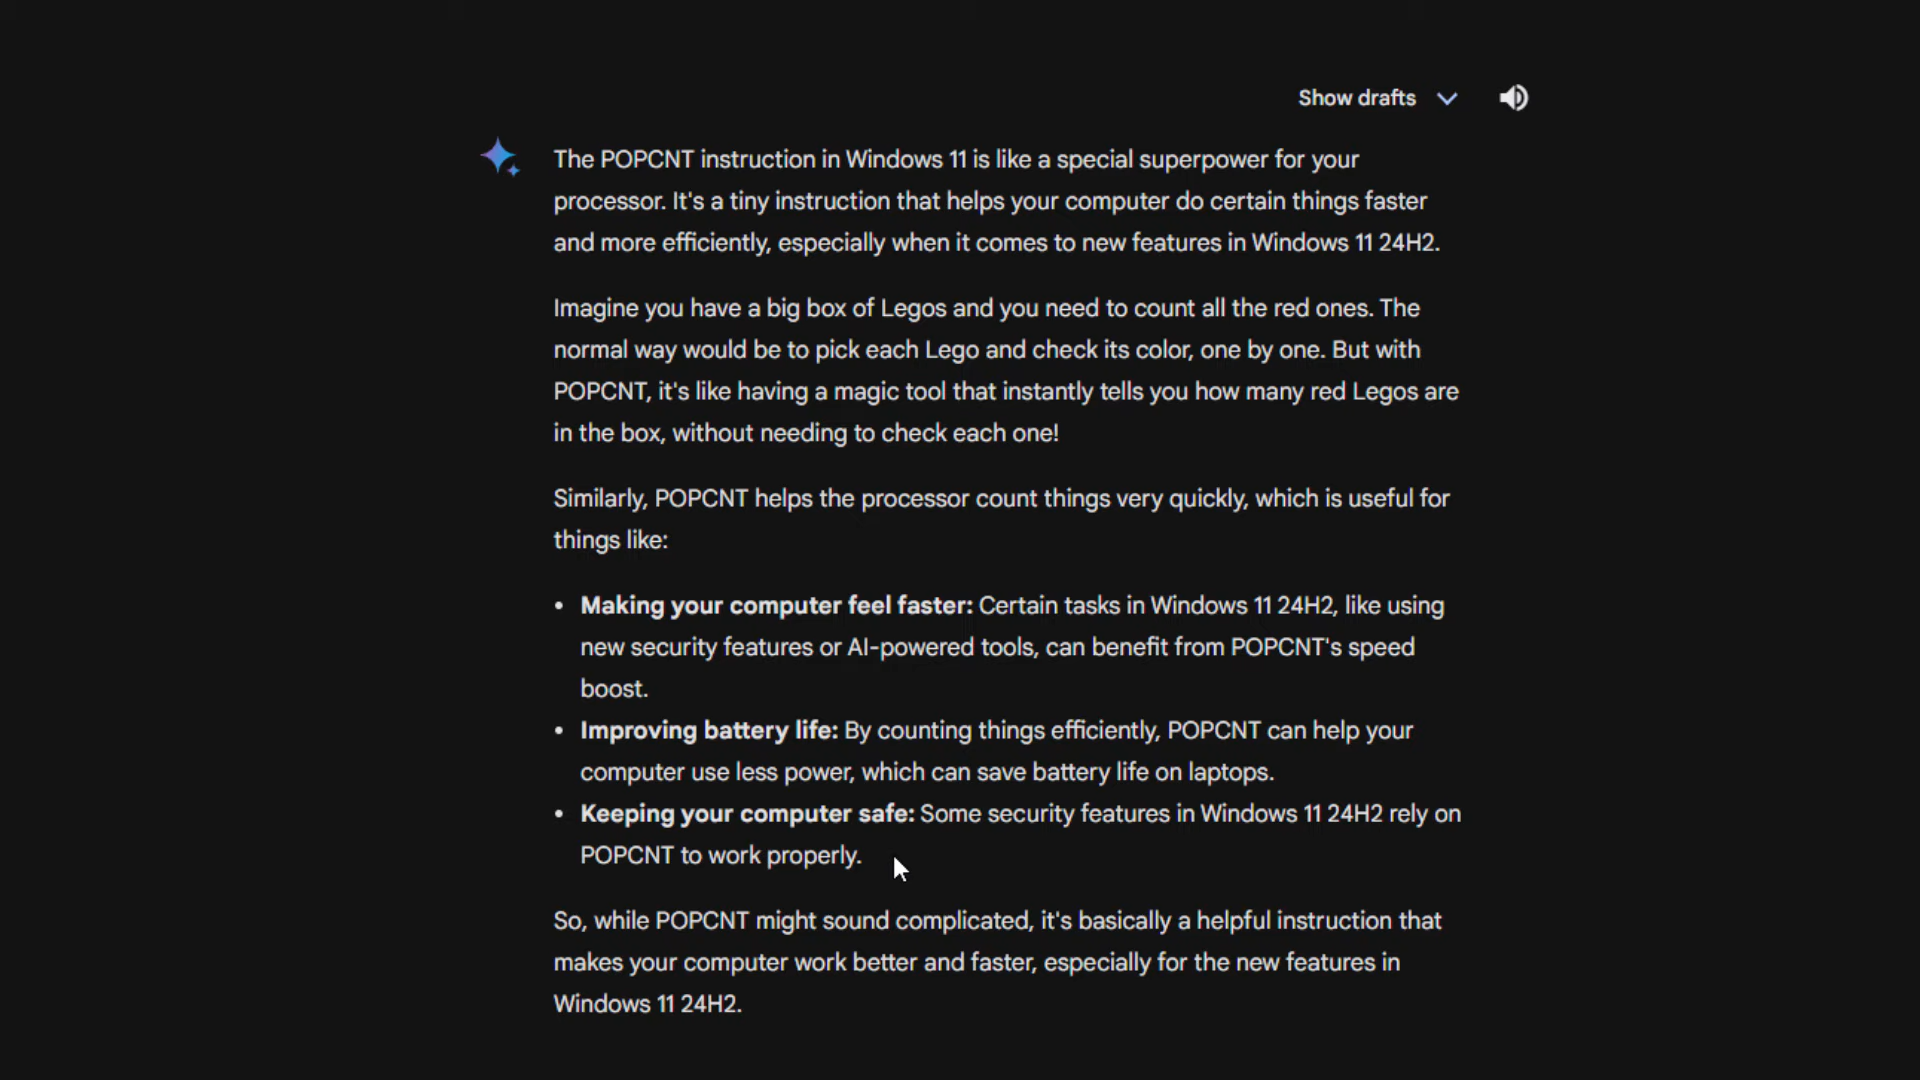 Show drafts
The POPCNT instruction in Windows 11 is like a special superpower for your
processor. It's a tiny instruction that helps your computer do certain things faster
and more efficiently, especially when it comes to new features in Windows 11 24H2.
Imagine you have a big box of Legos and you need to count all the red ones. The
normal way would be to pick each Lego and check its color, one by one. But with
POPCNT, it's like having a magic tool that instantly tells you how many red Legos are
in the box, without needing to check each one!
Similarly, POPCNT helps the processor count things very quickly, which is useful for
things like:
• Making your computer feel faster: Certain tasks in Windows 11 24H2, like using
new security features or AI-powered tools, can benefit from POPCNT's speed
boost.
• Improving battery life: By counting things efficiently, POPCNT can help your
computer use less power, which can save battery life on laptops.
• Keeping your computer safe: Some security features in Windows 11 24H2 rely on
POPCNT to work properly.
So, while POPCNT might sound complicated, it's basically a helpful instruction that
makes your computer work better and faster, especially for the new features in
Windows 11 24H2.